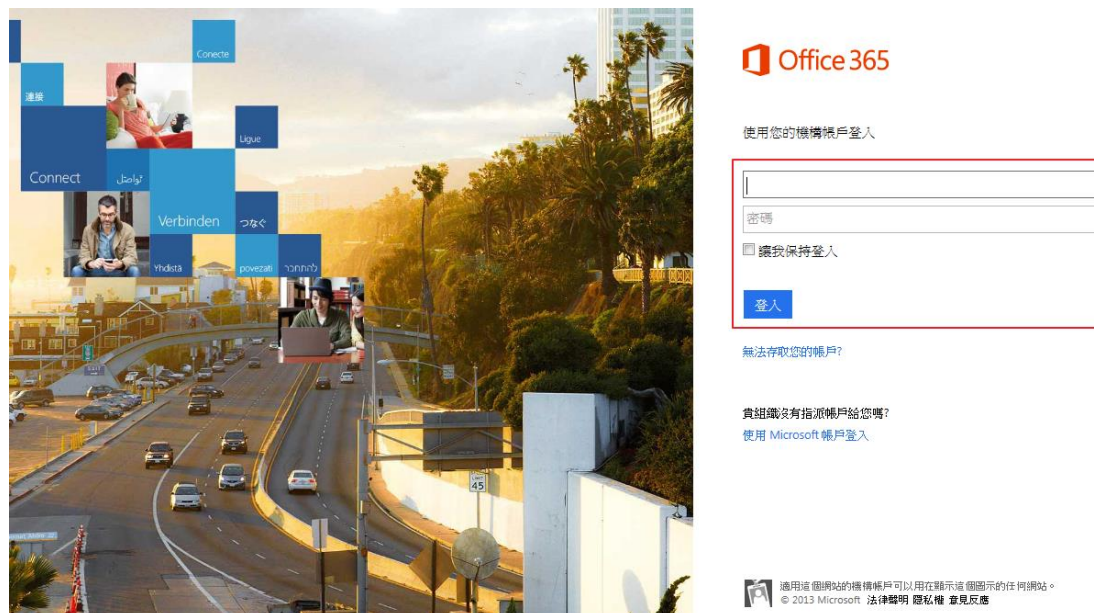 Conecte
連接
Ligue
Connect
تواصل
Verbinden
つなぐ
Yhdistä
povezati
להתחבר
EXIT
LIMIT
45
Office 365
使用您的機構帳戶登入
密碼
讓我保持登入
登入
無法存取您的帳戶?
貴組織沒有指派帳戶給您嗎?
使用 Microsoft 帳戶登入
適用這個網站的機構帳戶可以用在顯示這個圖示的任何網站。
© 2013 Microsoft 法律聲明 隱私權 意見反應